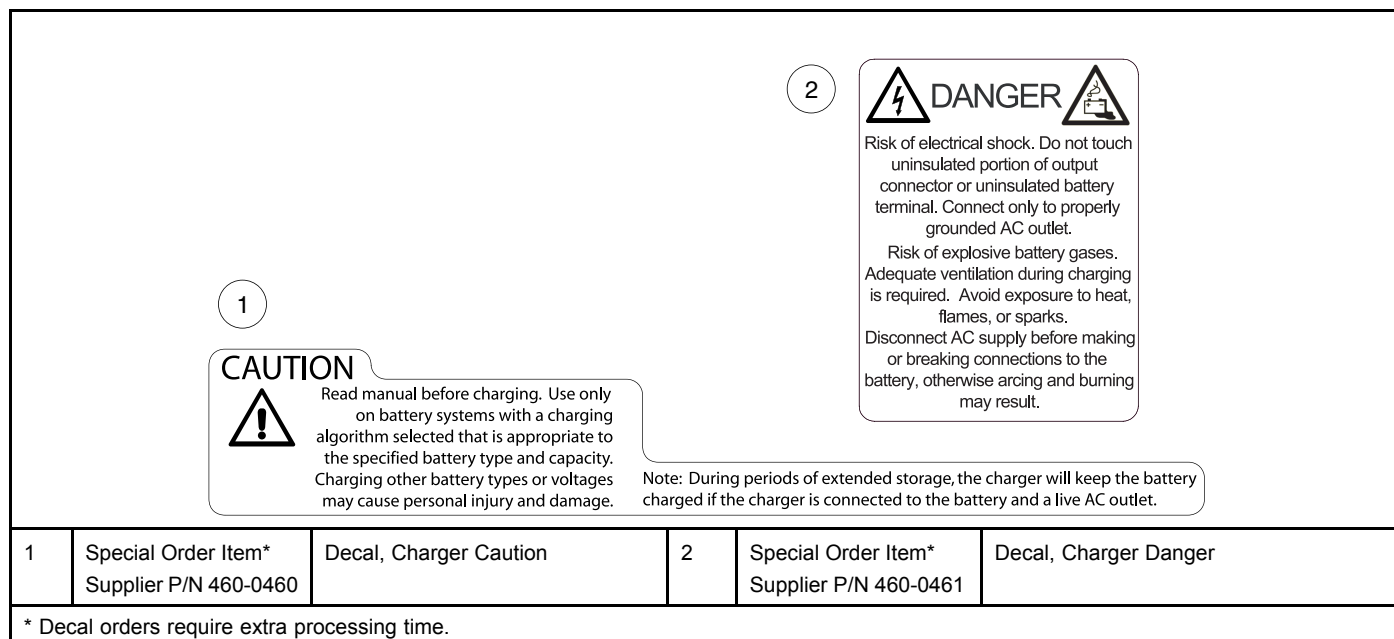 2
DANGER
Risk of electrical shock. Do not touch
uninsulated portion of output
connector or uninsulated battery
terminal. Connect only to properly
grounded AC outlet.
Risk of explosive battery gases.
Adequate ventilation during charging
is required.  Avoid exposure to heat,
flames, or sparks.
Disconnect AC supply before making
or breaking connections to the
battery, otherwise arcing and burning
may result.
1
CAUTION
Read manual before charging.  Use only
on battery systems with a charging
algorithm selected that is appropriate to
the specified battery type and capacity.
Charging other battery types or voltages
may cause personal injury and damage.
Note:  During periods of extended storage, the charger will keep the battery
charged if the charger is connected to the battery and a live AC outlet.
1 Special Order Item* Decal, Charger Caution 2 Special Order Item* Decal, Charger Danger
Supplier P/N 460-0460 Supplier P/N 460-0461
* Decal orders require extra processing time.